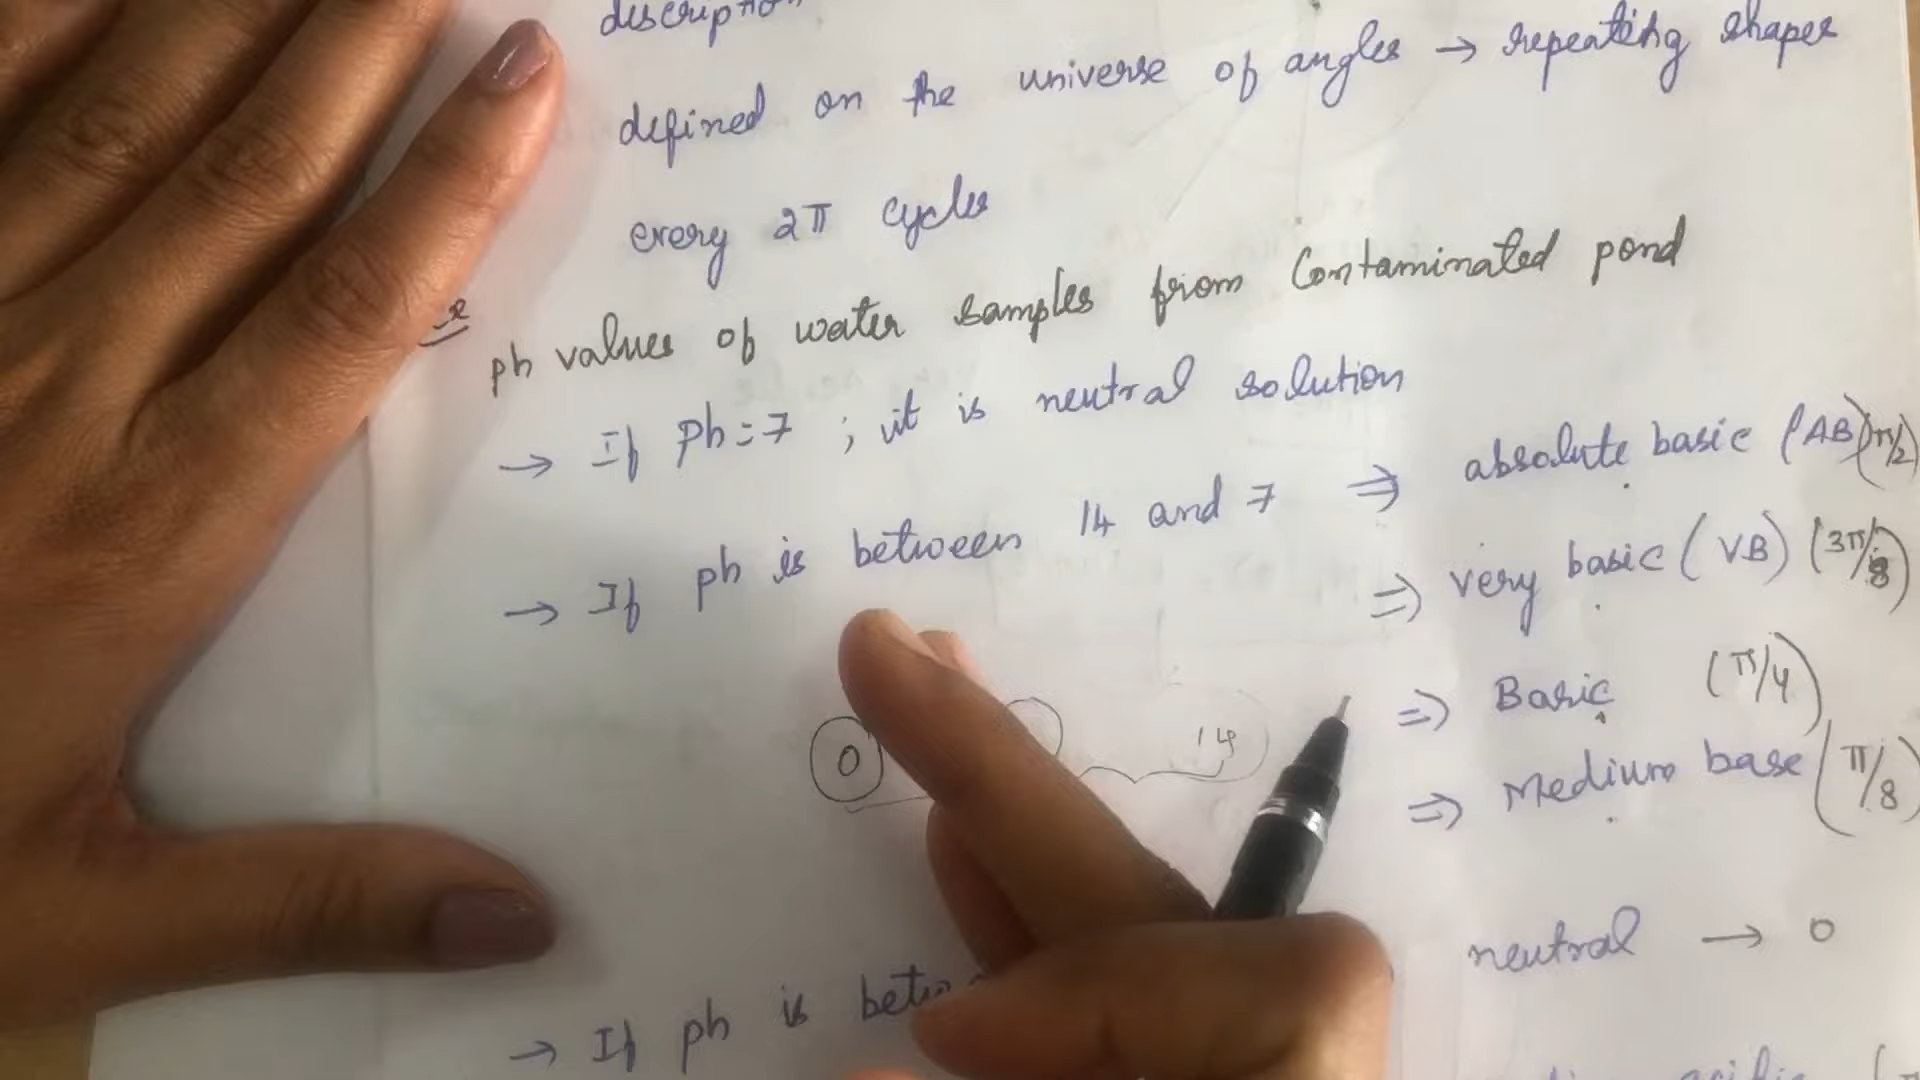 description
defined on the universe of angles → repeating shapes
every 2π cycles
ph values of water samples from Contaminated pond
→ If Ph=7 ; it is neutral solution
→ If ph is between 14 and 7 ⇒ absolute basic (AB)(π/2)
⇒ very basic (VB) (3π/8)
⇒ Basic (π/4)
⇒ Medium base (π/8)
0 14
neutral → 0
→ If ph is